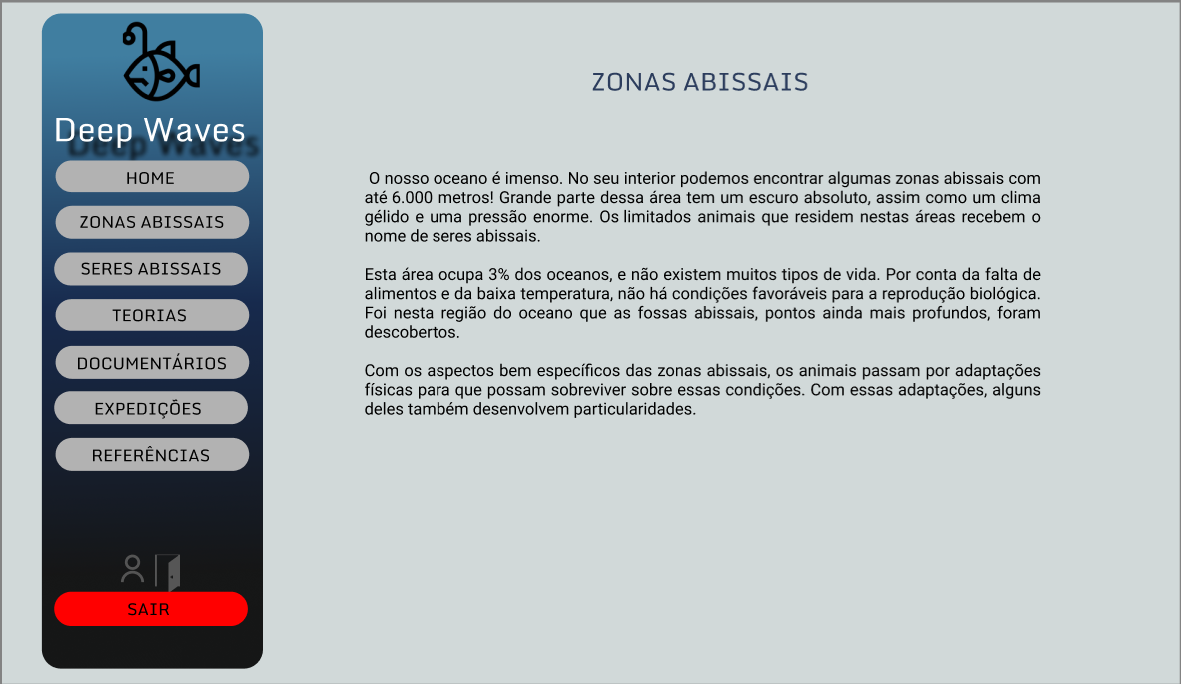 Deep Waves
HOME
ZONAS ABISSAIS
SERES ABISSAIS
TEORIAS
DOCUMENTÁRIOS
EXPEDIÇÕES
REFERÊNCIAS
SAIR
ZONAS ABISSAIS
O nosso oceano é imenso. No seu interior podemos encontrar algumas zonas abissais com
até 6.000 metros! Grande parte dessa área tem um escuro absoluto, assim como um clima
gélido e uma pressão enorme. Os limitados animais que residem nestas áreas recebem o
nome de seres abissais.
Esta área ocupa 3% dos oceanos, e não existem muitos tipos de vida. Por conta da falta de
alimentos e da baixa temperatura, não há condições favoráveis para a reprodução biológica.
Foi nesta região do oceano que as fossas abissais, pontos ainda mais profundos, foram
descobertos.
Com os aspectos bem específicos das zonas abissais, os animais passam por adaptações
físicas para que possam sobreviver sobre essas condições. Com essas adaptações, alguns
deles também desenvolvem particularidades.